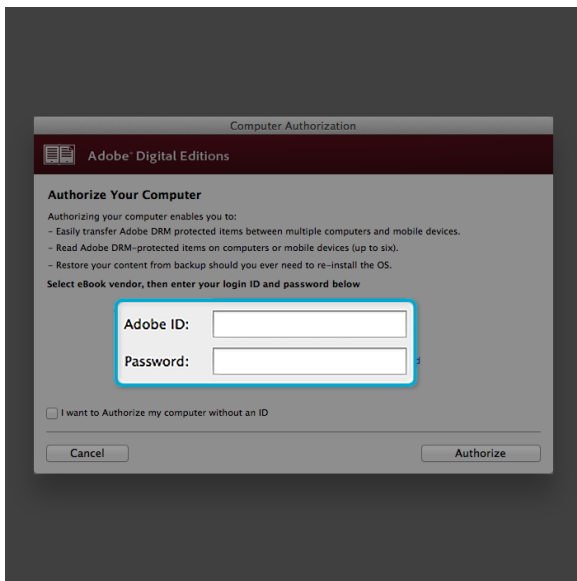 Computer Authorization
Adobe® Digital Editions
Authorize Your Computer
Authorizing your computer enables you to:
– Easily transfer Adobe DRM protected items between multiple computers and mobile devices.
– Read Adobe DRM-protected items on computers or mobile devices (up to six).
– Restore your content from backup should you ever need to re-install the OS.
Select eBook vendor, then enter your login ID and password below
Adobe ID:
Password:
I want to Authorize my computer without an ID
Cancel
Authorize